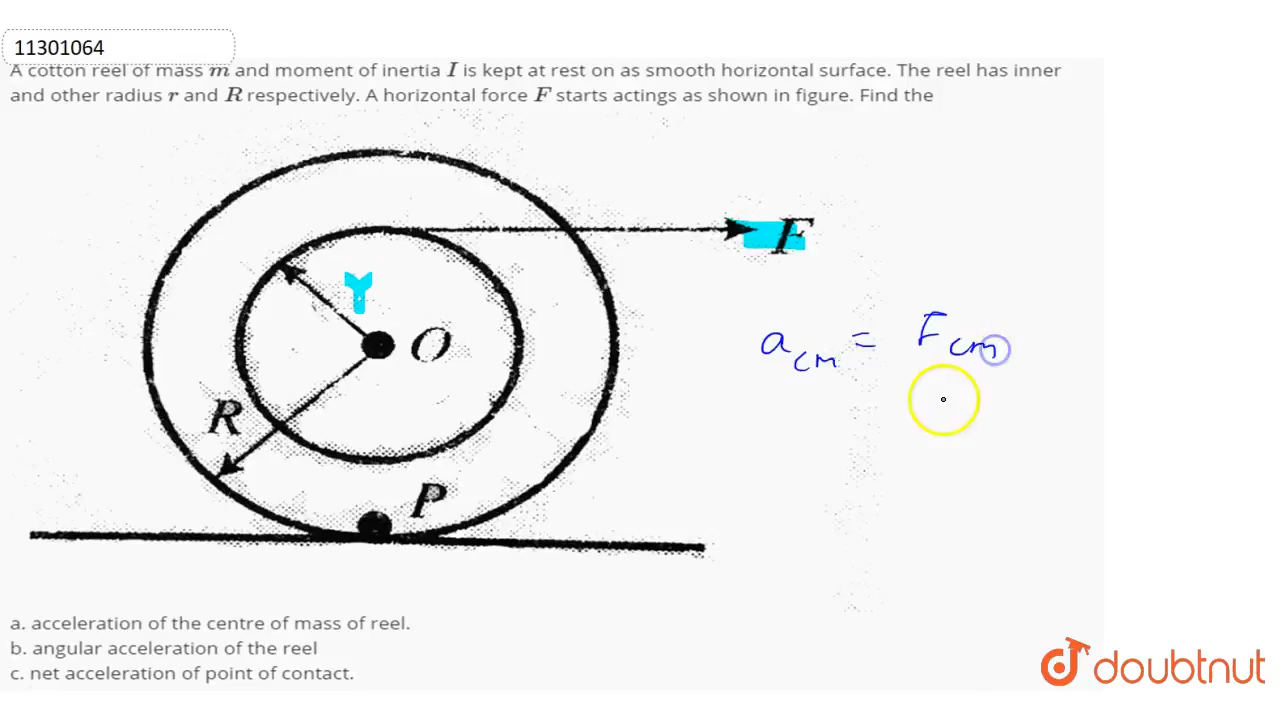 11301064
A cotton reel of mass m and moment of inertia I is kept at rest on as smooth horizontal surface. The reel has inner
and other radius r and R respectively. A horizontal force F starts actings as shown in figure. Find the
F
r
O
a_cm = F_cm
R
P
a. acceleration of the centre of mass of reel.
b. angular acceleration of the reel
c. net acceleration of point of contact.
doubtnut